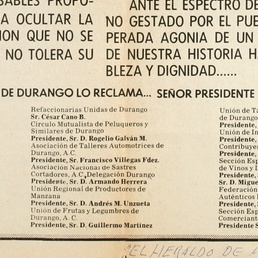 SABLES PROPÓ-
A OCULTAR LA
ION QUE NO SE
NO TOLERA SU
ANTE EL ESPECTRO DE
NO GESTADO POR EL PUE
PERADA AGONIA DE UN
DE NUESTRA HISTORIA HA
BLEZA Y DIGNIDAD......
DE DURANGO LO RECLAMA... SEÑOR PRESIDENTE
Refaccionarias Unidas de Durango
Sr. César Cano B.
Círculo Mutualista de Peluqueros y
Similares de Durango
Presidente, Sr. D. Rogelio Galván M.
Asociación de Talleres Automotrices de
Durango, A.C.
Presidente, Sr. Francisco Villegas Fdez.
Asociación Nacional de Sastres
Cortadores, A.C. Delegación Durango
Presidente, Sr. D. Armando Herrera
Unión Regional de Productores de
Manzana
Presidente, Sr. D. Andrés M. Unzueta
Unión de Frutas y Legumbres de
Durango, A.C.
Presidente, Sr. D. Guillermo Martínez
Unión de T
de Durango
Presidente,
Unión de
Contribuye
Presidente,
Sección Esp
de Vinos y L
Presidente,
Sr. D. Migue
Federación
Auténticos
Presidente,
Sección Esp
Comerciant
Presidente, S
"EL HERALDO DE